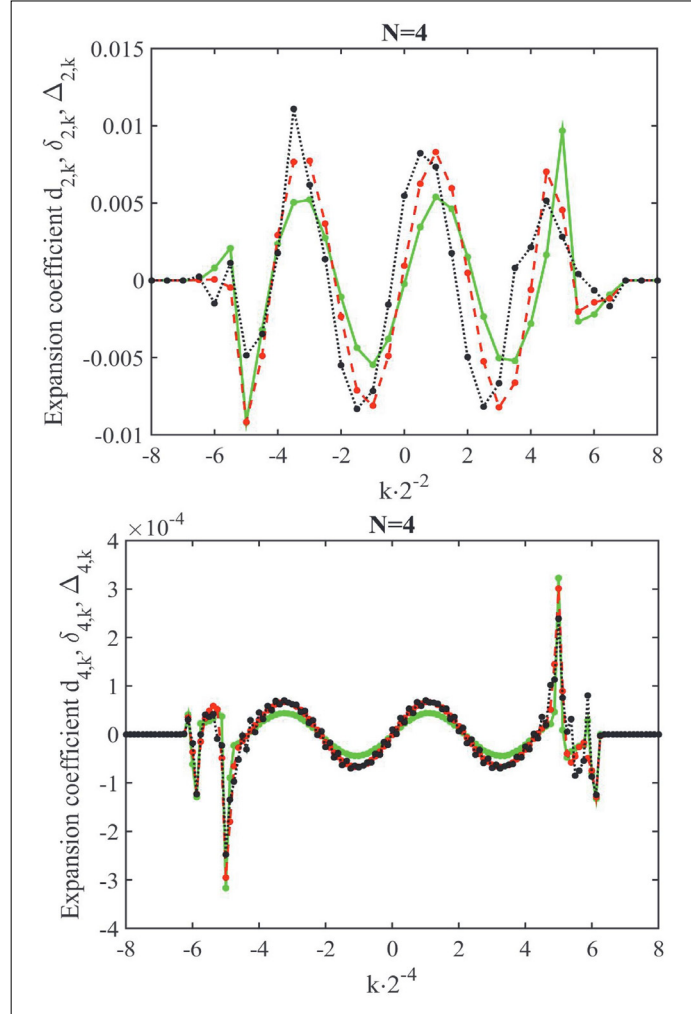 N=4
Expansion coefficient d2,k, δ2,k, Δ2,k
0.015
0.01
0.005
0
-0.005
-0.01
-8 -6 -4 -2 0 2 4 6 8
k·2^-2
×10^-4 N=4
Expansion coefficient d4,k, δ4,k, Δ4,k
4
3
2
1
0
-1
-2
-3
-4
-8 -6 -4 -2 0 2 4 6 8
k·2^-4